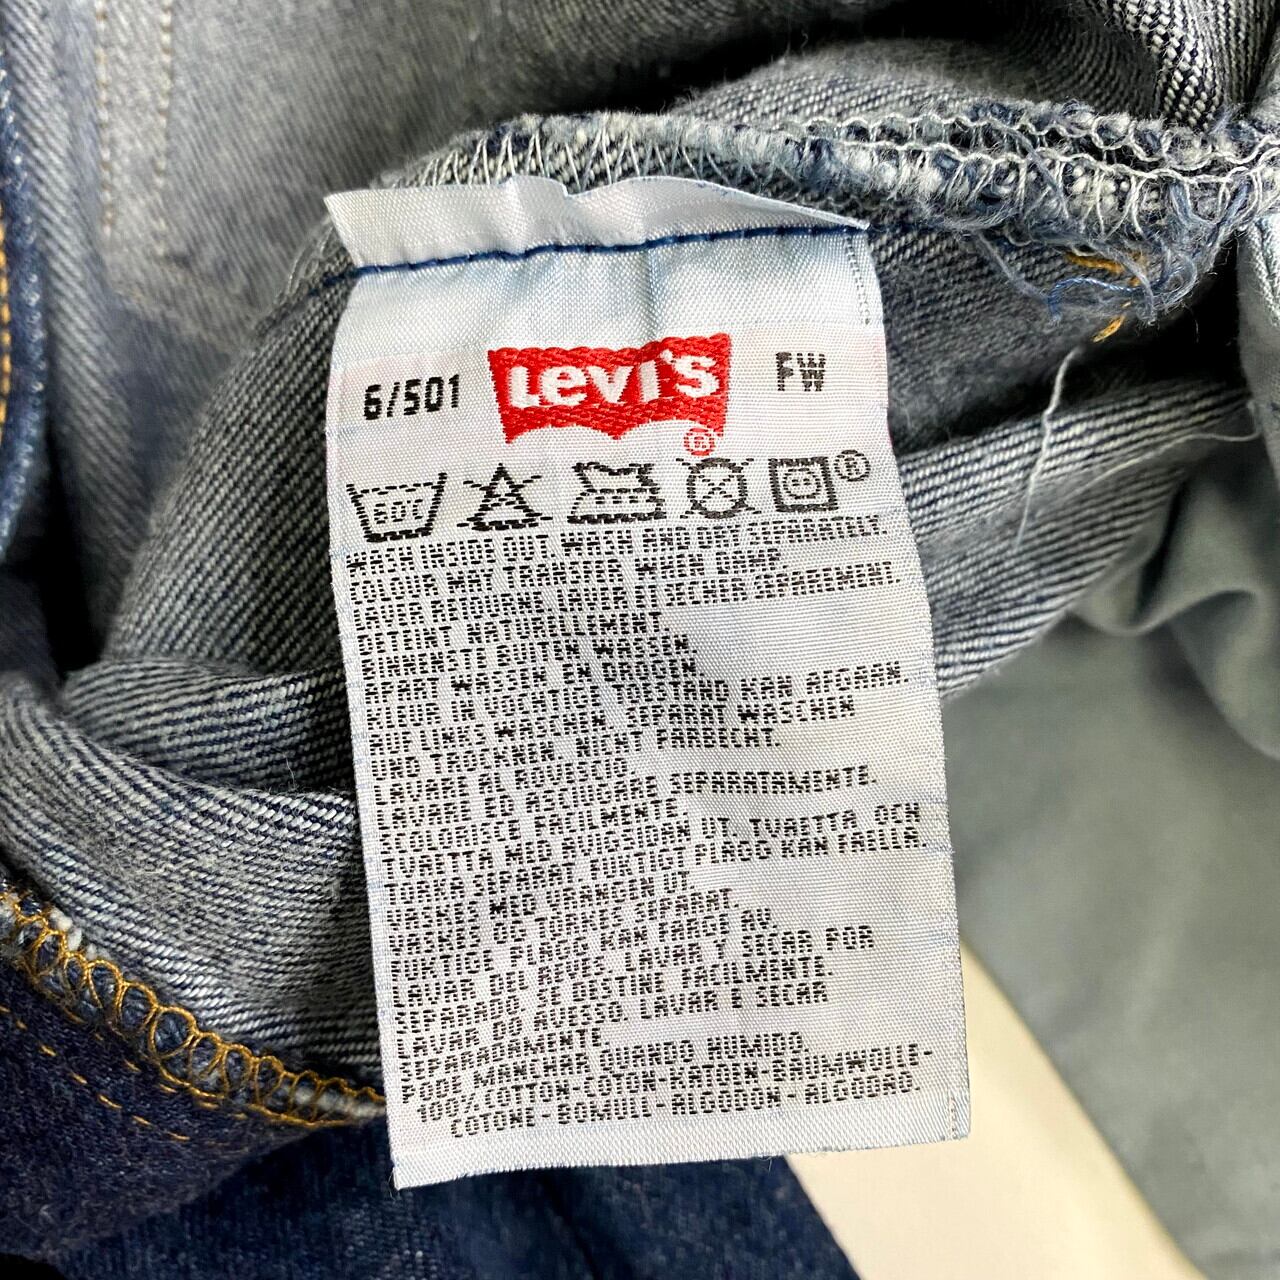 6/501 LEVI'S ® FW
60C ®
WASH INSIDE OUT. WASH AND DRY SEPARATELY.
COLOUR MAY TRANSFER WHEN DAMP.
LAVER RETOURNE. LAVER ET SECHER SEPAREMENT.
DETEINT NATURELLEMENT.
BINNENSTE BUITEN WASSEN.
APART WASSEN EN DROGEN.
KLEUR IN VOCHTIGE TOESTAND KAN AFGAAN.
AUF LINKS WASCHEN. SEPARAT WASCHEN
UND TROCKNEN. NICHT FARBECHT.
LAVARE AL ROVESCIO.
LAVARE ED ASCIUGARE SEPARATAMENTE.
SCOLORISCE FACILMENTE.
TVAETTA MED AVIGSIDAN UT. TVAETTA OCH
TORKA SEPARAT. FUKTIGT PLAGG KAN FALLA.
VASKES MED VRANGEN UT.
VASKES OG TORKES SEPARAT.
FUKTIGE PLAGG KAN FARGE AV.
LAVAR DEL REVES. LAVAR Y SECAR POR
SEPARADO. SE DESTINE FACILMENTE.
LAVAR DO AVESSO. LAVAR E SECAR
SEPARADAMENTE.
PODE MANCHAR QUANDO HUMIDO.
100% COTTON-COTON-KATOEN-BAUMWOLLE-
COTONE-BOMULL-ALGODON-ALGODAO.